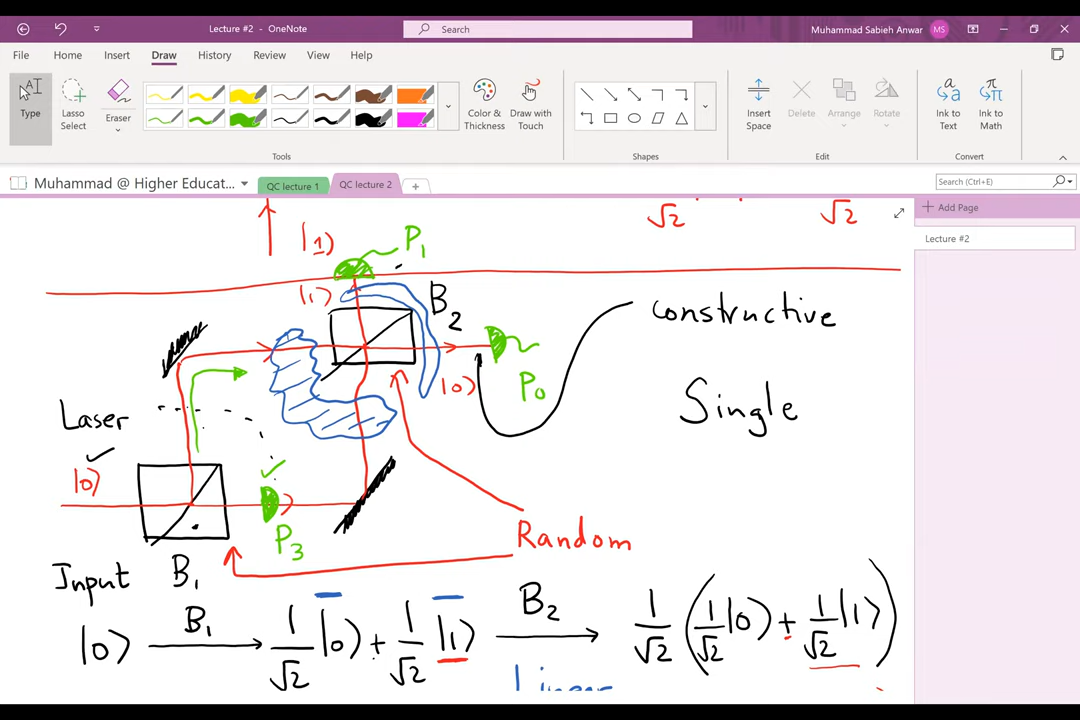 Lecture #2 - OneNote
Search
Muhammad Sabieh Anwar
MS
File Home Insert Draw History Review View Help
Type
Lasso Select
Eraser
Color & Thickness
Draw with Touch
Insert Space
Delete
Arrange
Rotate
Ink to Text
Ink to Math
Tools
Shapes
Edit
Convert
Muhammad @ Higher Educat...
QC lecture 1
QC lecture 2
Search (Ctrl+E)
Add Page
Lecture #2
√2 √2
|1⟩
P1
|1⟩
B2
constructive
P0
|0⟩
Single
Laser
|0⟩
P3
Random
Input B1
|0⟩ B1→ 1/√2 |0⟩ + 1/√2 |1⟩ B2→ 1/√2 (1/√2 |0⟩ + 1/√2 |1⟩)
Linear